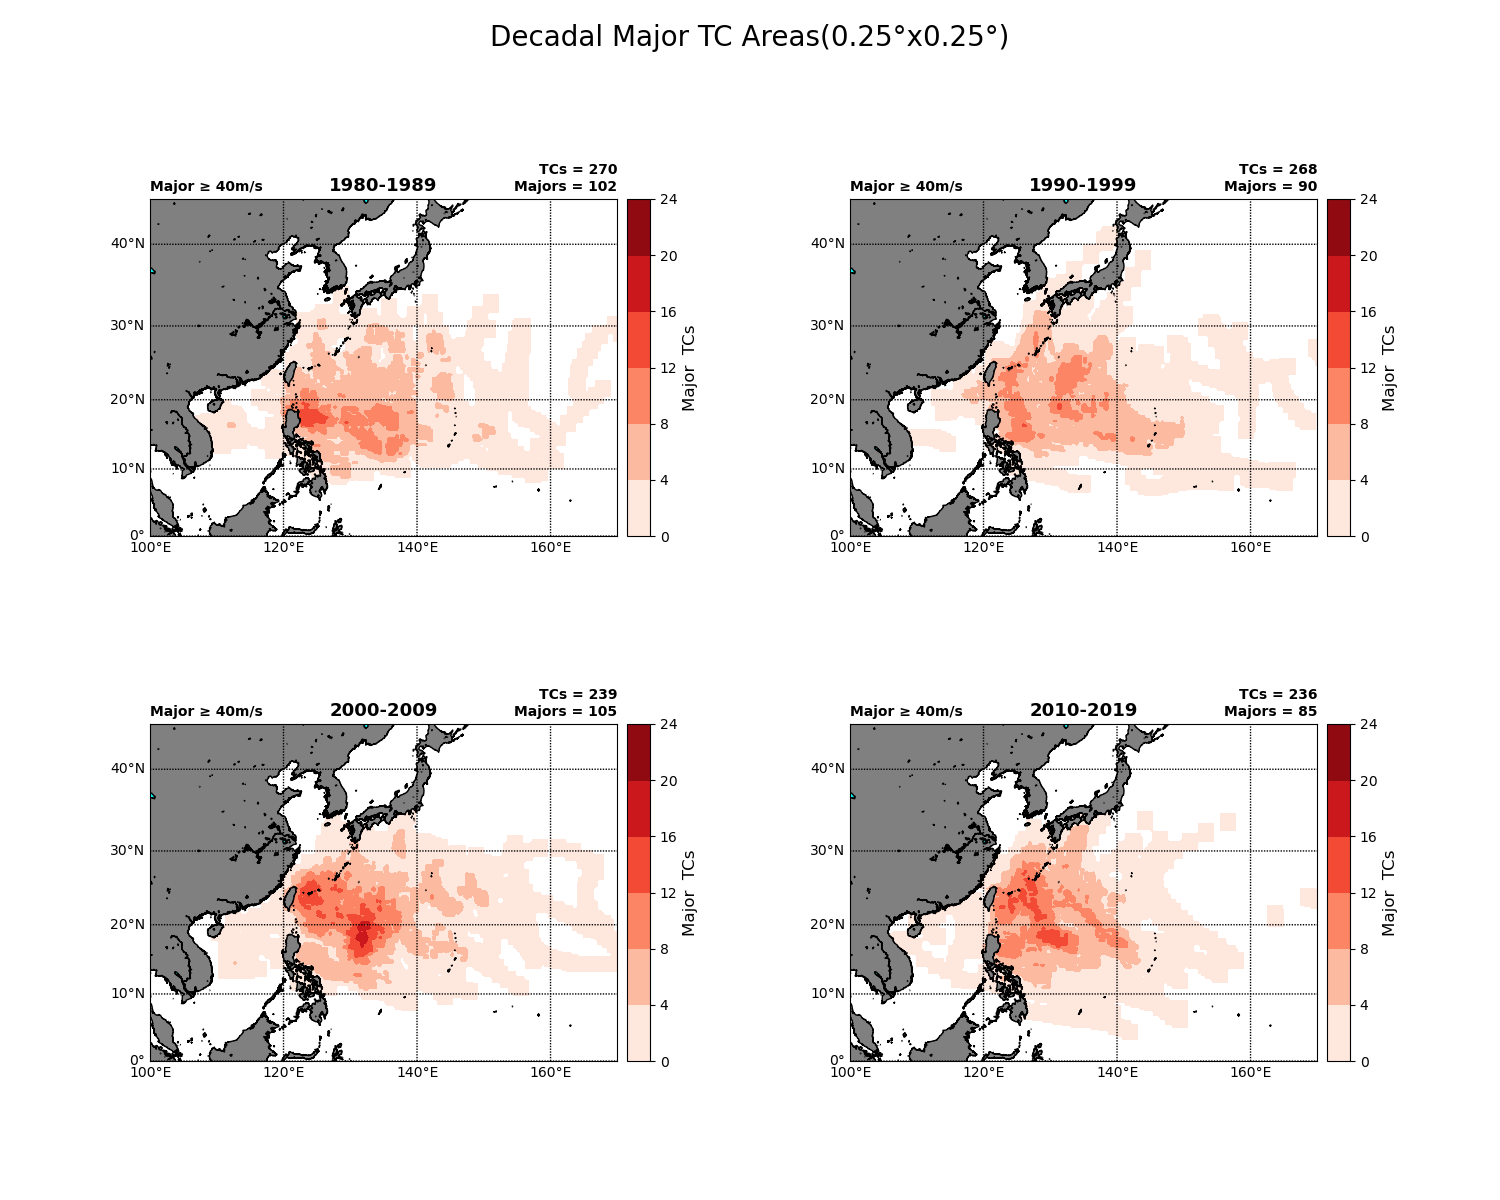 Decadal Major TC Areas(0.25°x0.25°)
TCs = 270
Major ≥ 40m/s 1980-1989 Majors = 102
40°N
30°N
20°N
10°N
0°
100°E 120°E 140°E 160°E
24
20
16
12
8
4
0
Major TCs
TCs = 268
Major ≥ 40m/s 1990-1999 Majors = 90
40°N
30°N
20°N
10°N
0°
100°E 120°E 140°E 160°E
24
20
16
12
8
4
0
Major TCs
TCs = 239
Major ≥ 40m/s 2000-2009 Majors = 105
40°N
30°N
20°N
10°N
0°
100°E 120°E 140°E 160°E
24
20
16
12
8
4
0
Major TCs
TCs = 236
Major ≥ 40m/s 2010-2019 Majors = 85
40°N
30°N
20°N
10°N
0°
100°E 120°E 140°E 160°E
24
20
16
12
8
4
0
Major TCs